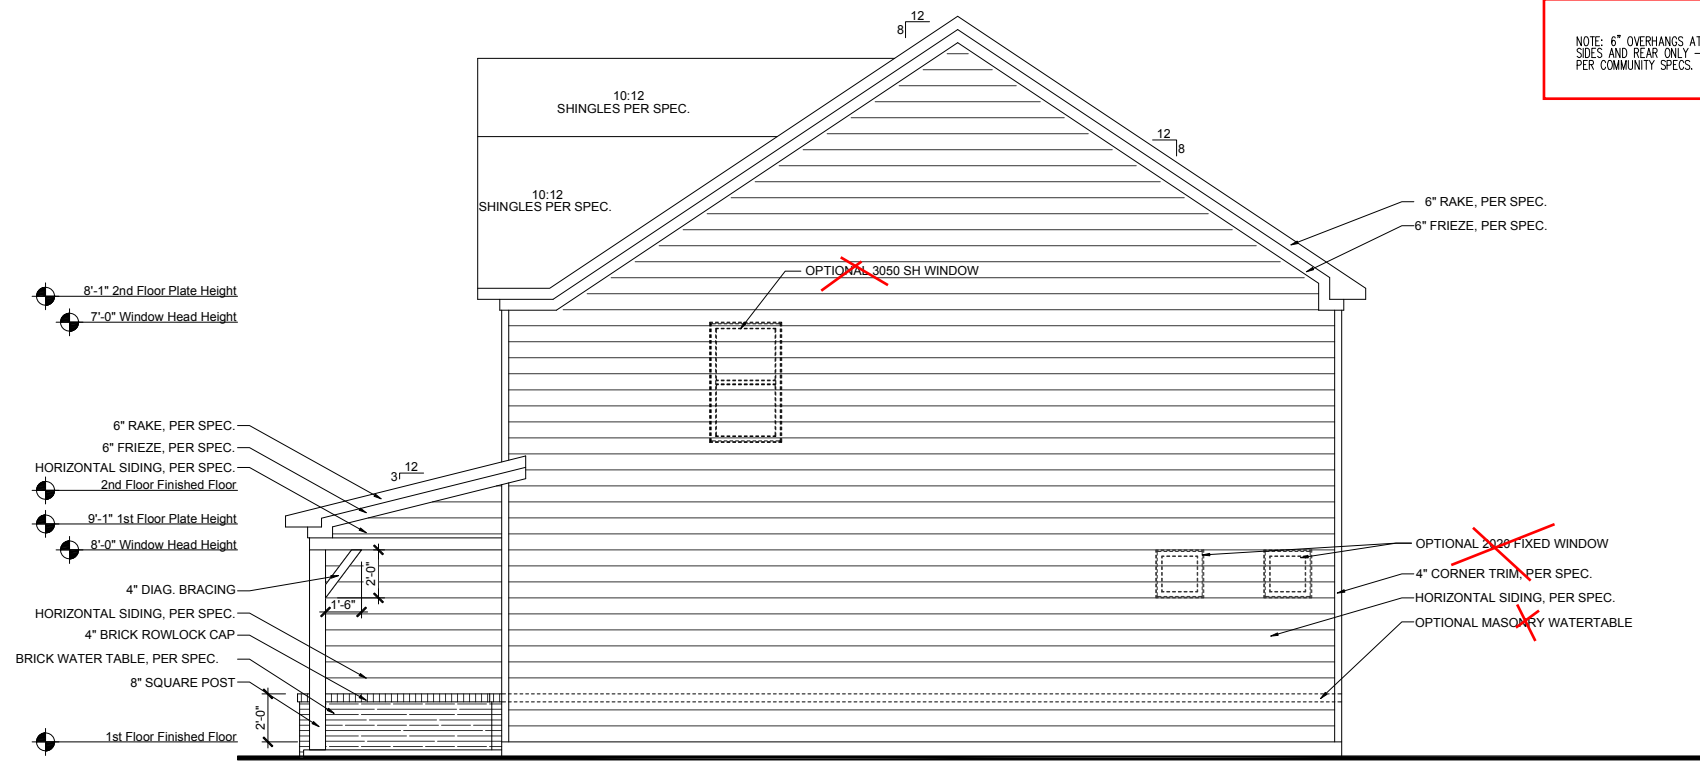 12
8
NOTE: 6" OVERHANGS AT
SIDES AND REAR ONLY -
PER COMMUNITY SPECS.
10:12
SHINGLES PER SPEC.
12
8
10:12
SHINGLES PER SPEC.
6" RAKE, PER SPEC.
6" FRIEZE, PER SPEC.
OPTIONAL 3050 SH WINDOW
8'-1" 2nd Floor Plate Height
7'-0" Window Head Height
6" RAKE, PER SPEC.
6" FRIEZE, PER SPEC.
HORIZONTAL SIDING, PER SPEC.
12
3
2nd Floor Finished Floor
9'-1" 1st Floor Plate Height
8'-0" Window Head Height
4" DIAG. BRACING
2'-0"
1'-6"
HORIZONTAL SIDING, PER SPEC.
4" BRICK ROWLOCK CAP
BRICK WATER TABLE, PER SPEC.
8" SQUARE POST
2'-0"
1st Floor Finished Floor
OPTIONAL 2020 FIXED WINDOW
4" CORNER TRIM, PER SPEC.
HORIZONTAL SIDING, PER SPEC.
OPTIONAL MASONRY WATERTABLE